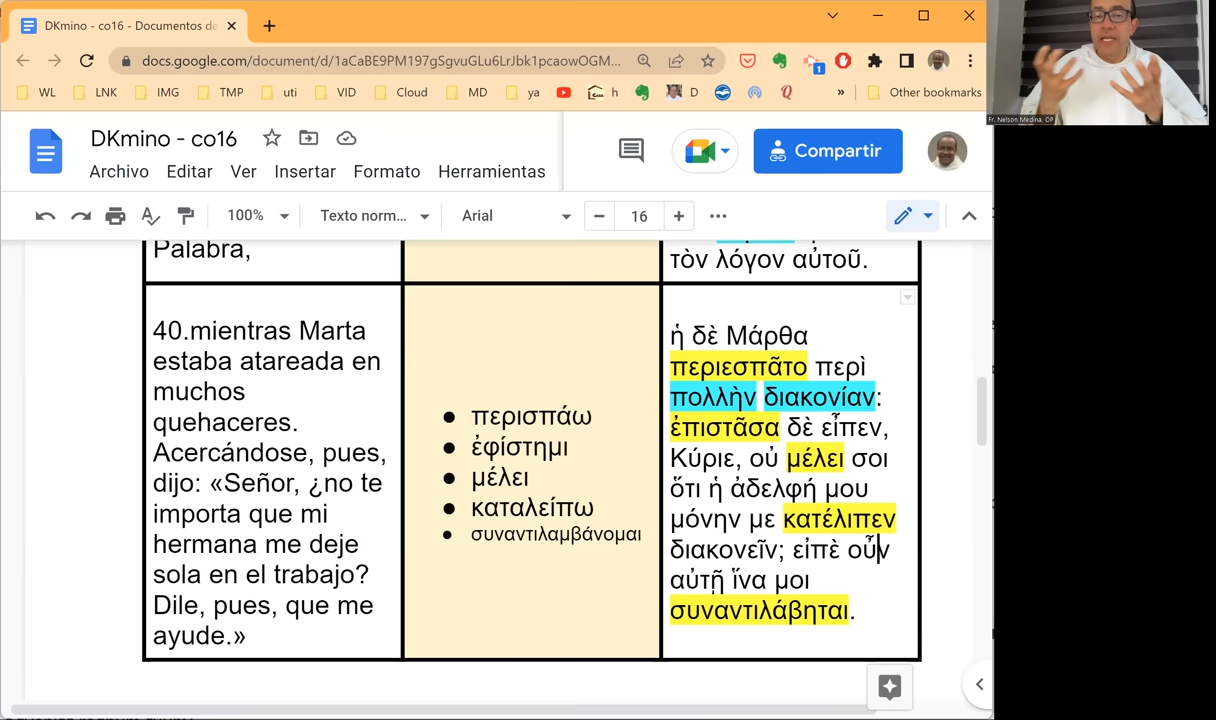 DKmino - co16 - Documentos de
docs.google.com/document/d/1aCaBE9PM197gSgvuGLu6LrJbk1pcaowOGM...
1
WL LNK IMG TMP uti VID Cloud MD ya h D » Other bookmarks
Fr. Nelson Medina, OP
DKmino - co16
Compartir
Archivo Editar Ver Insertar Formato Herramientas
100% Texto norm... Arial 16
Palabra,
τὸν λόγον αὐτοῦ.
40.mientras Marta
estaba atareada en
muchos
quehaceres.
Acercándose, pues,
dijo: «Señor, ¿no te
importa que mi
hermana me deje
sola en el trabajo?
Dile, pues, que me
ayude.»
περισπάω
ἐφίστημι
μέλει
καταλείπω
συναντιλαμβάνομαι
ἡ δὲ Μάρθα
περιεσπᾶτο περὶ
πολλὴν διακονίαν:
ἐπιστᾶσα δὲ εἶπεν,
Κύριε, οὐ μέλει σοι
ὅτι ἡ ἀδελφή μου
μόνην με κατέλιπεν
διακονεῖν; εἰπὲ οὖν
αὐτῇ ἵνα μοι
συναντιλάβηται.